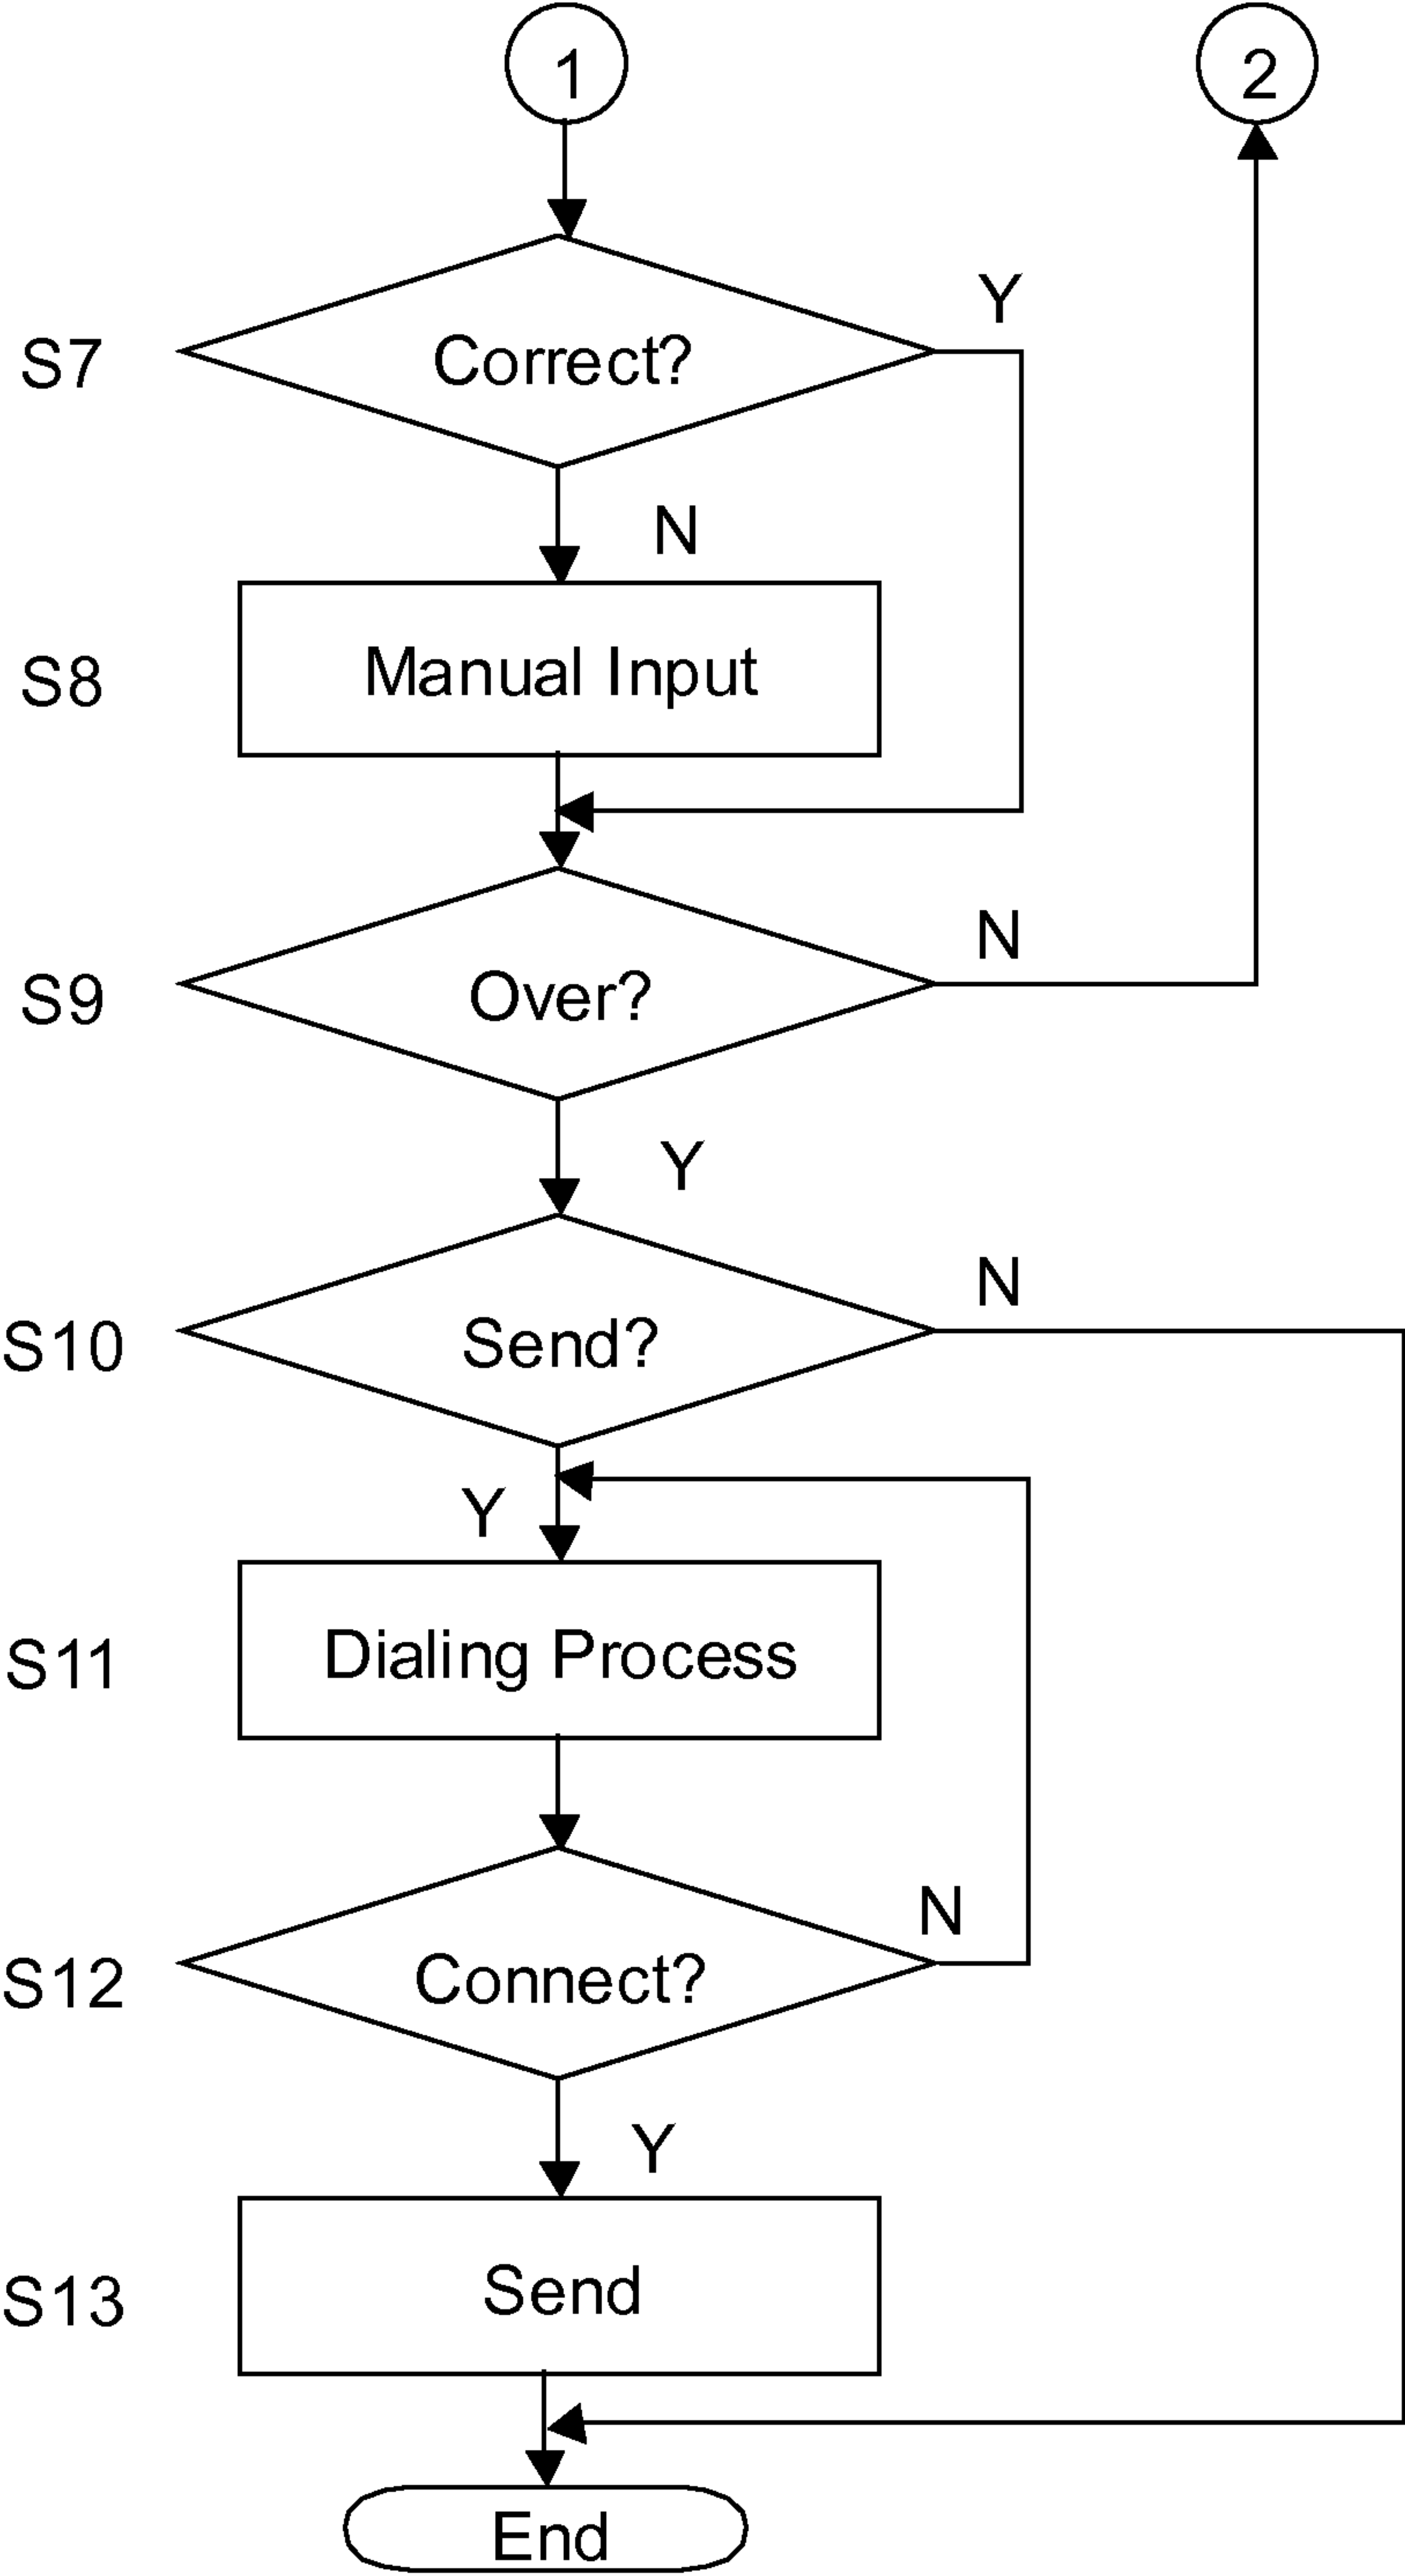 1
2
Y
S7
Correct?
N
S8
Manual Input
N
S9
Over?
Y
N
S10
Send?
Y
S11
Dialing Process
N
S12
Connect?
Y
S13
Send
End